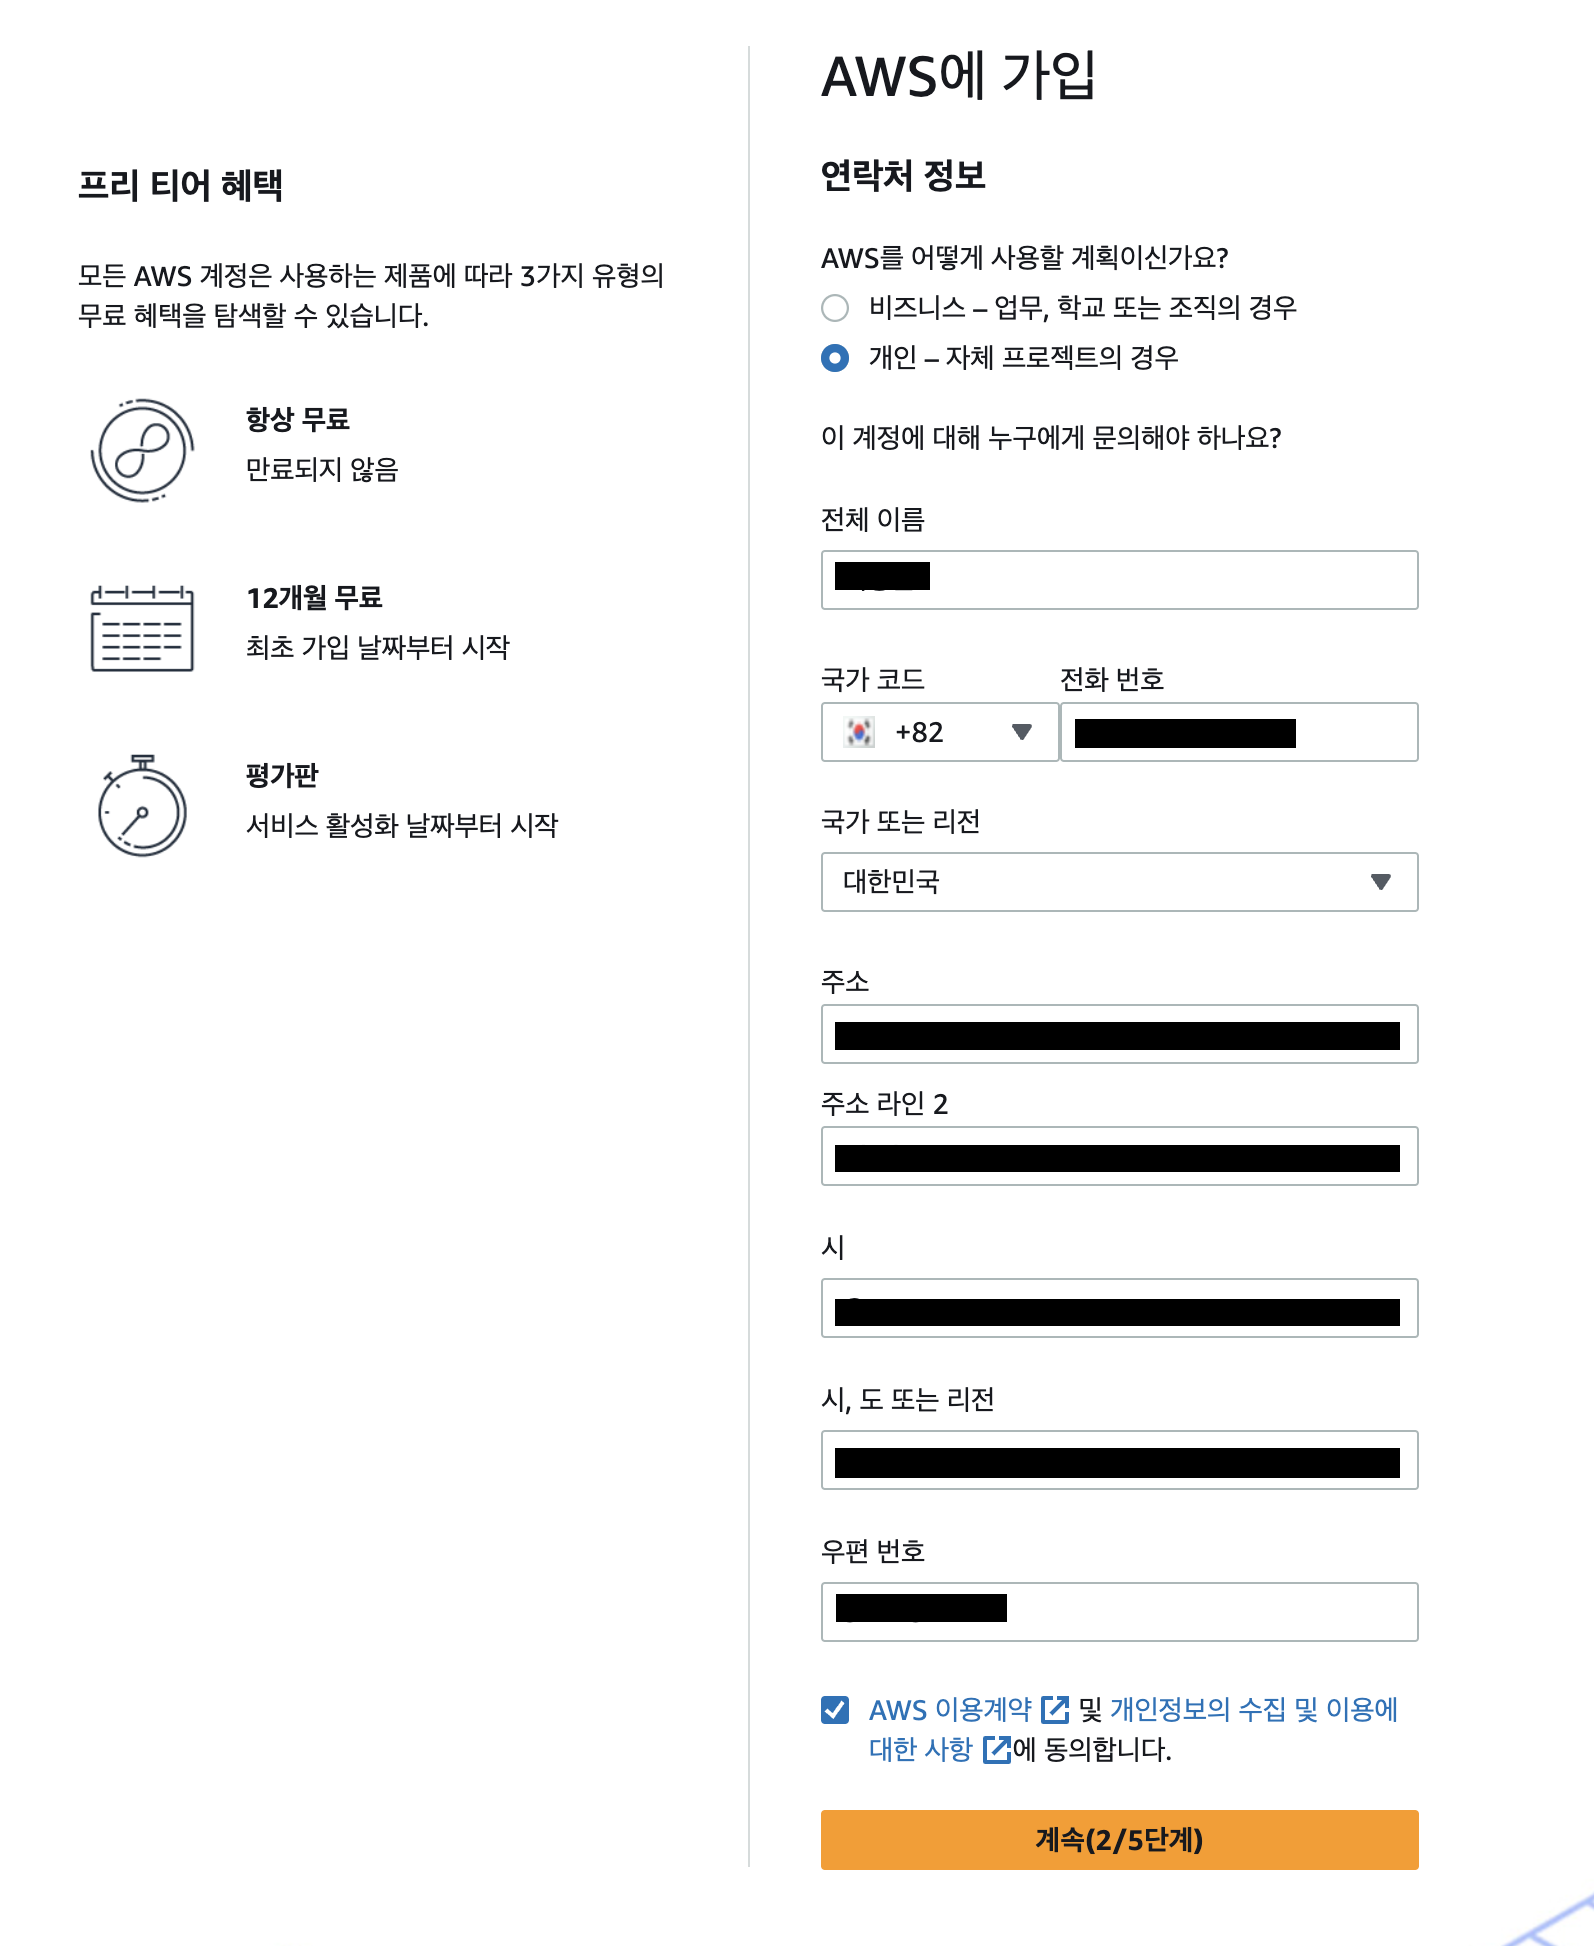 프리 티어 혜택
모든 AWS 계정은 사용하는 제품에 따라 3가지 유형의
무료 혜택을 탐색할 수 있습니다.
항상 무료
만료되지 않음
12개월 무료
최초 가입 날짜부터 시작
평가판
서비스 활성화 날짜부터 시작
AWS에 가입
연락처 정보
AWS를 어떻게 사용할 계획이신가요?
비즈니스 – 업무, 학교 또는 조직의 경우
개인 – 자체 프로젝트의 경우
이 계정에 대해 누구에게 문의해야 하나요?
전체 이름
국가 코드 전화 번호
+82
국가 또는 리전
대한민국
주소
주소 라인 2
시
시, 도 또는 리전
우편 번호
AWS 이용계약 및 개인정보의 수집 및 이용에
대한 사항에 동의합니다.
계속(2/5단계)